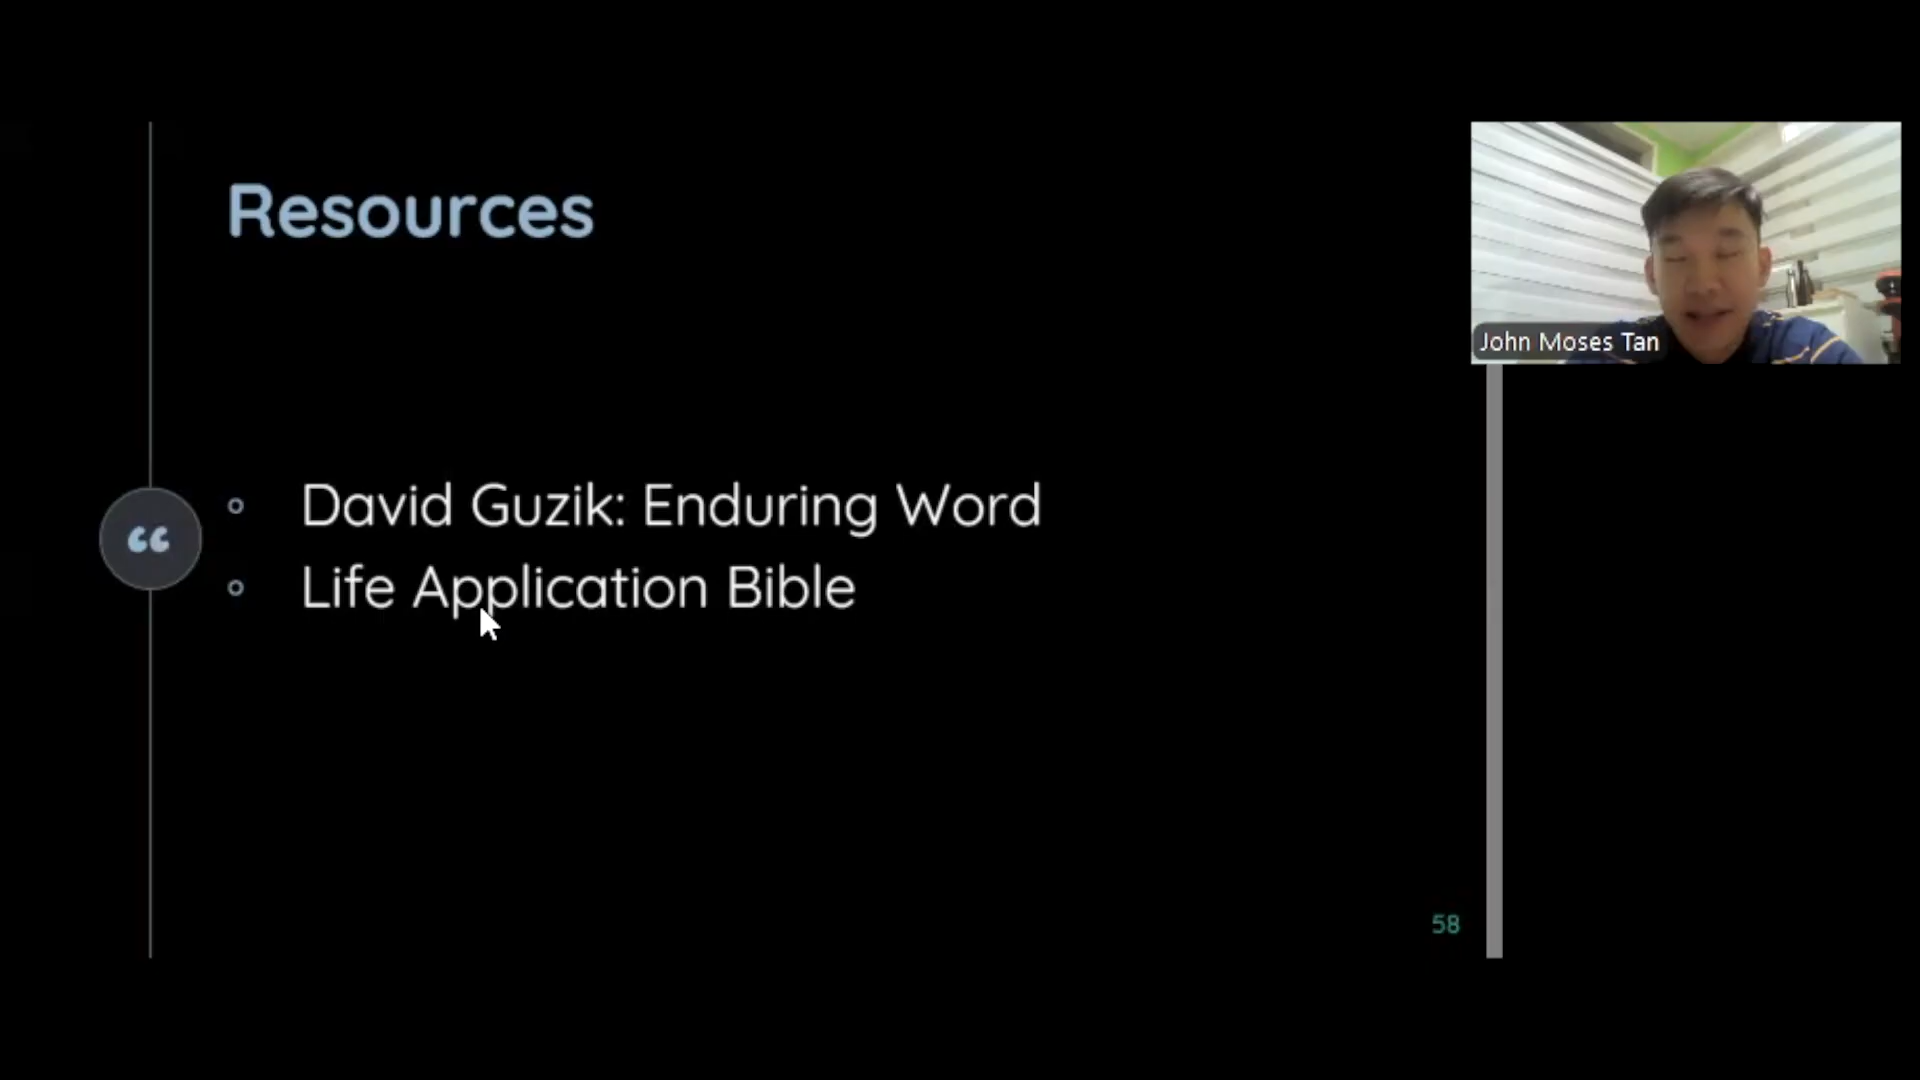 Resources
John Moses Tan
“
David Guzik: Enduring Word
Life Application Bible
58